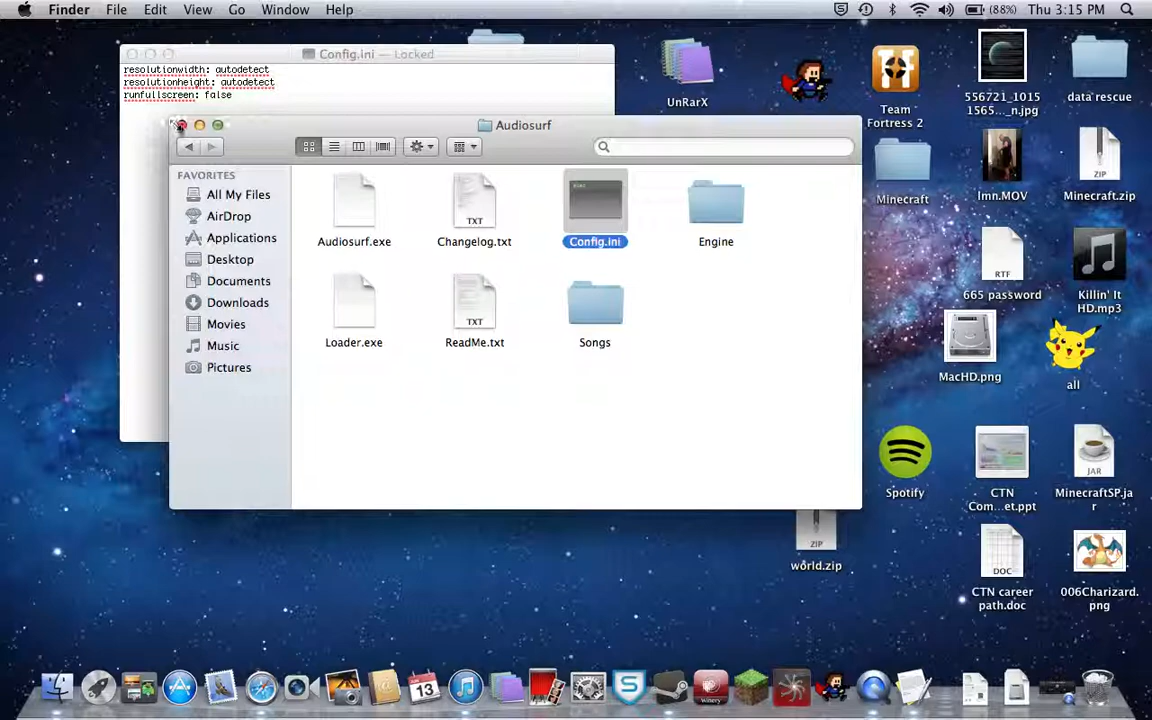 Finder File Edit View Go Window Help
(88%) Thu 3:15 PM
Config.ini — Locked
resolutionwidth: autodetect
resolutionheight: autodetect
runfullscreen: false
Audiosurf
FAVORITES
All My Files
AirDrop
Applications
Desktop
Documents
Downloads
Movies
Music
Pictures
Audiosurf.exe
TXT
Changelog.txt
Config.ini
Engine
Loader.exe
TXT
ReadMe.txt
Songs
UnRarX
Team
Fortress 2
556721_1015
1565..._n.jpg
data rescue
Minecraft
lmn.MOV
ZIP
Minecraft.zip
RTF
665 password
Killin' It
HD.mp3
MacHD.png
all
Spotify
CTN
Com...et.ppt
JAR
MinecraftSP.ja
r
ZIP
world.zip
DOC
CTN career
path.doc
006Charizard.
png
13
Winery